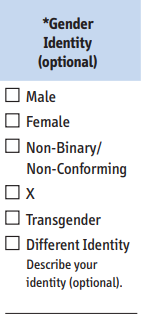 *Gender
Identity
(optional)
Male
Female
Non-Binary/
Non-Conforming
X
Transgender
Different Identity
Describe your
identity (optional).